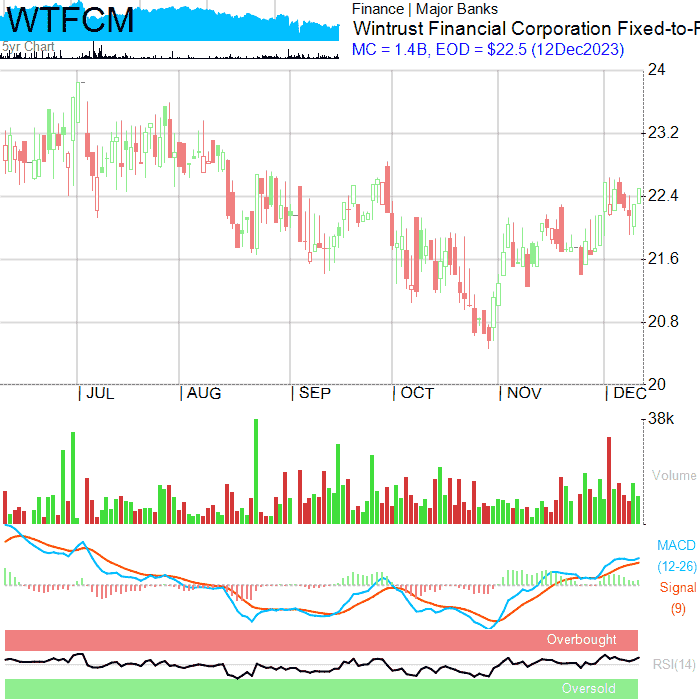 WTFCM
5yr Chart
Finance | Major Banks
Wintrust Financial Corporation Fixed-to-F
MC = 1.4B, EOD = $22.5 (12Dec2023)
24
23.2
22.4
21.6
20.8
20
| JUL | AUG | SEP | OCT | NOV | DEC
38k
Volume
MACD
(12-26)
Signal
(9)
Overbought
RSI(14)
Oversold